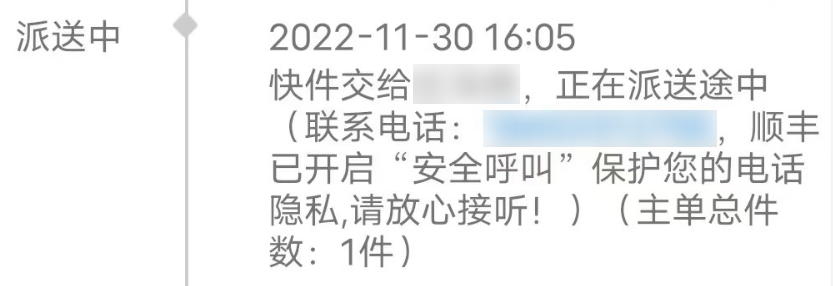 派送中
2022-11-30 16:05
快件交给 ，正在派送途中
（联系电话： ，顺丰
已开启“安全呼叫”保护您的电话
隐私,请放心接听！）（主单总件
数：1件）